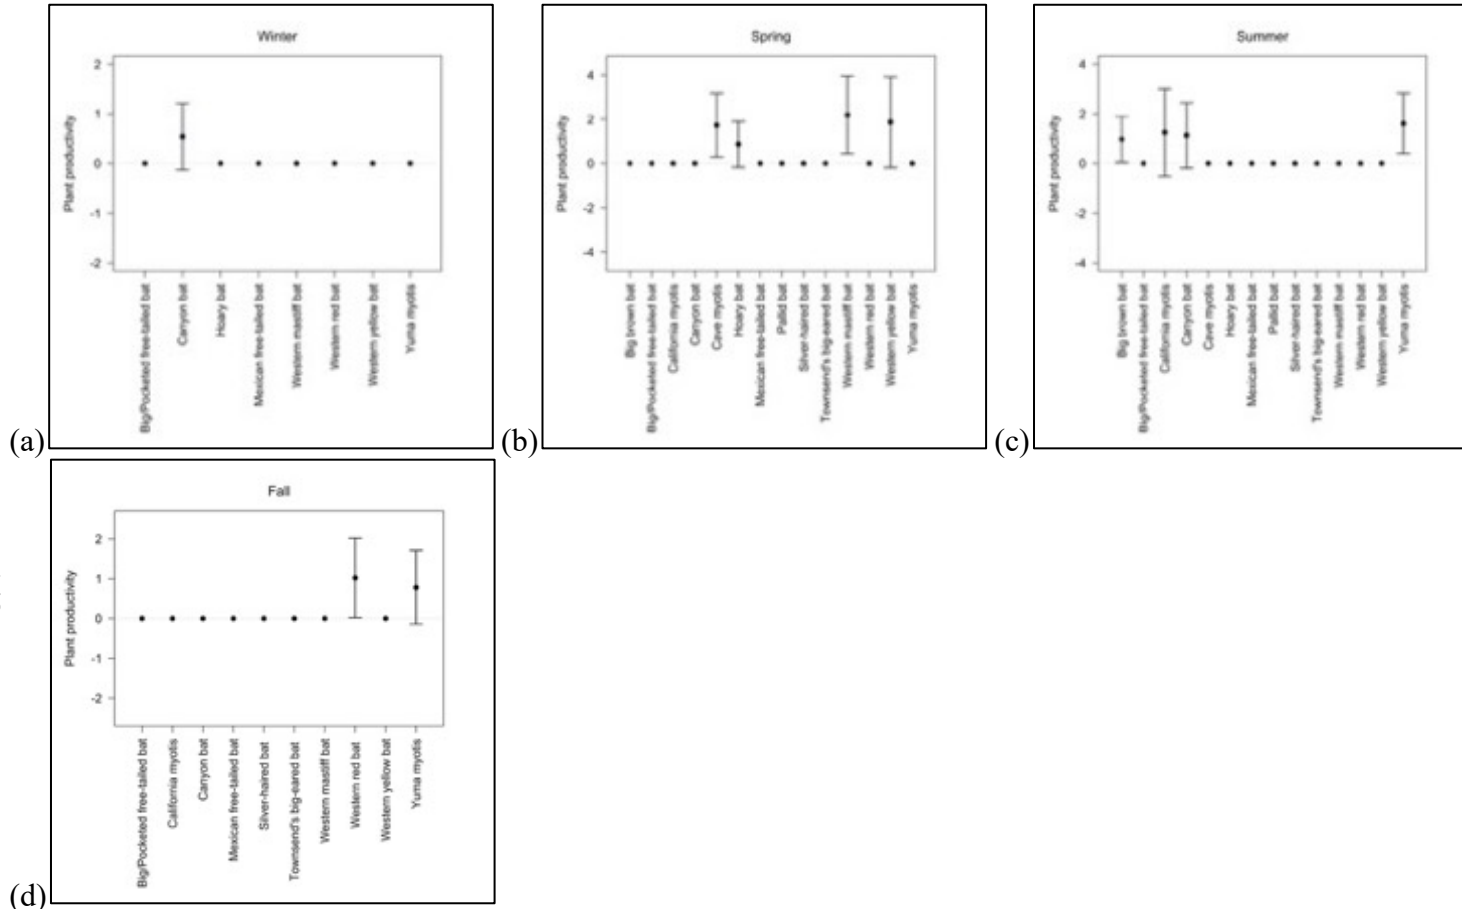 Winter
Plant productivity
2
1
0
-1
-2
Big/Pocketed free-tailed bat
Canyon bat
Hoary bat
Mexican free-tailed bat
Western mastiff bat
Western red bat
Western yellow bat
Yuma myotis
(a)
Spring
Plant productivity
4
2
0
-2
-4
Big brown bat
Big/Pocketed free-tailed bat
California myotis
Canyon bat
Cave myotis
Hoary bat
Mexican free-tailed bat
Pallid bat
Silver-haired bat
Townsend's big-eared bat
Western mastiff bat
Western red bat
Western yellow bat
Yuma myotis
(b)
Summer
Plant productivity
4
2
0
-2
-4
Big brown bat
Big/Pocketed free-tailed bat
California myotis
Canyon bat
Cave myotis
Hoary bat
Mexican free-tailed bat
Pallid bat
Silver-haired bat
Townsend's big-eared bat
Western mastiff bat
Western red bat
Western yellow bat
Yuma myotis
(c)
Fall
Plant productivity
2
1
0
-1
-2
Big/Pocketed free-tailed bat
California myotis
Canyon bat
Mexican free-tailed bat
Silver-haired bat
Townsend's big-eared bat
Western mastiff bat
Western red bat
Western yellow bat
Yuma myotis
(d)